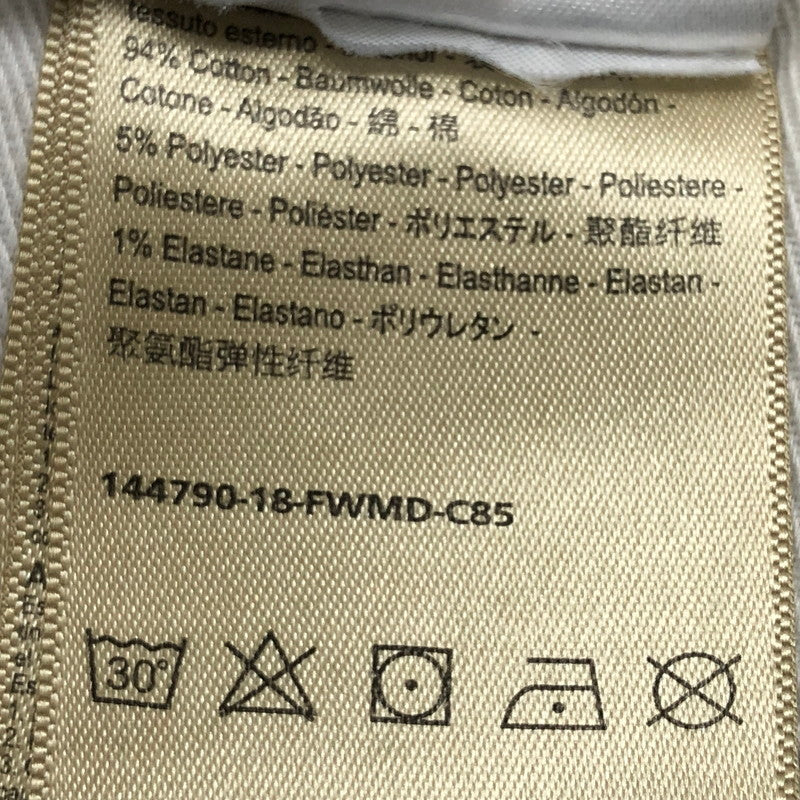 tessuto esterno -
94% Cotton - Baumwolle - Coton - Algodón -
Cotone - Algodão - 綿 - 棉
5% Polyester - Polyester - Polyester - Poliestere -
Poliestere - Poliéster - ポリエステル - 聚酯纤维
1% Elastane - Elasthan - Elasthanne - Elastan -
Elastan - Elastano - ポリウレタン -
聚氨酯弹性纤维
144790-18-FWMD-C85
30°